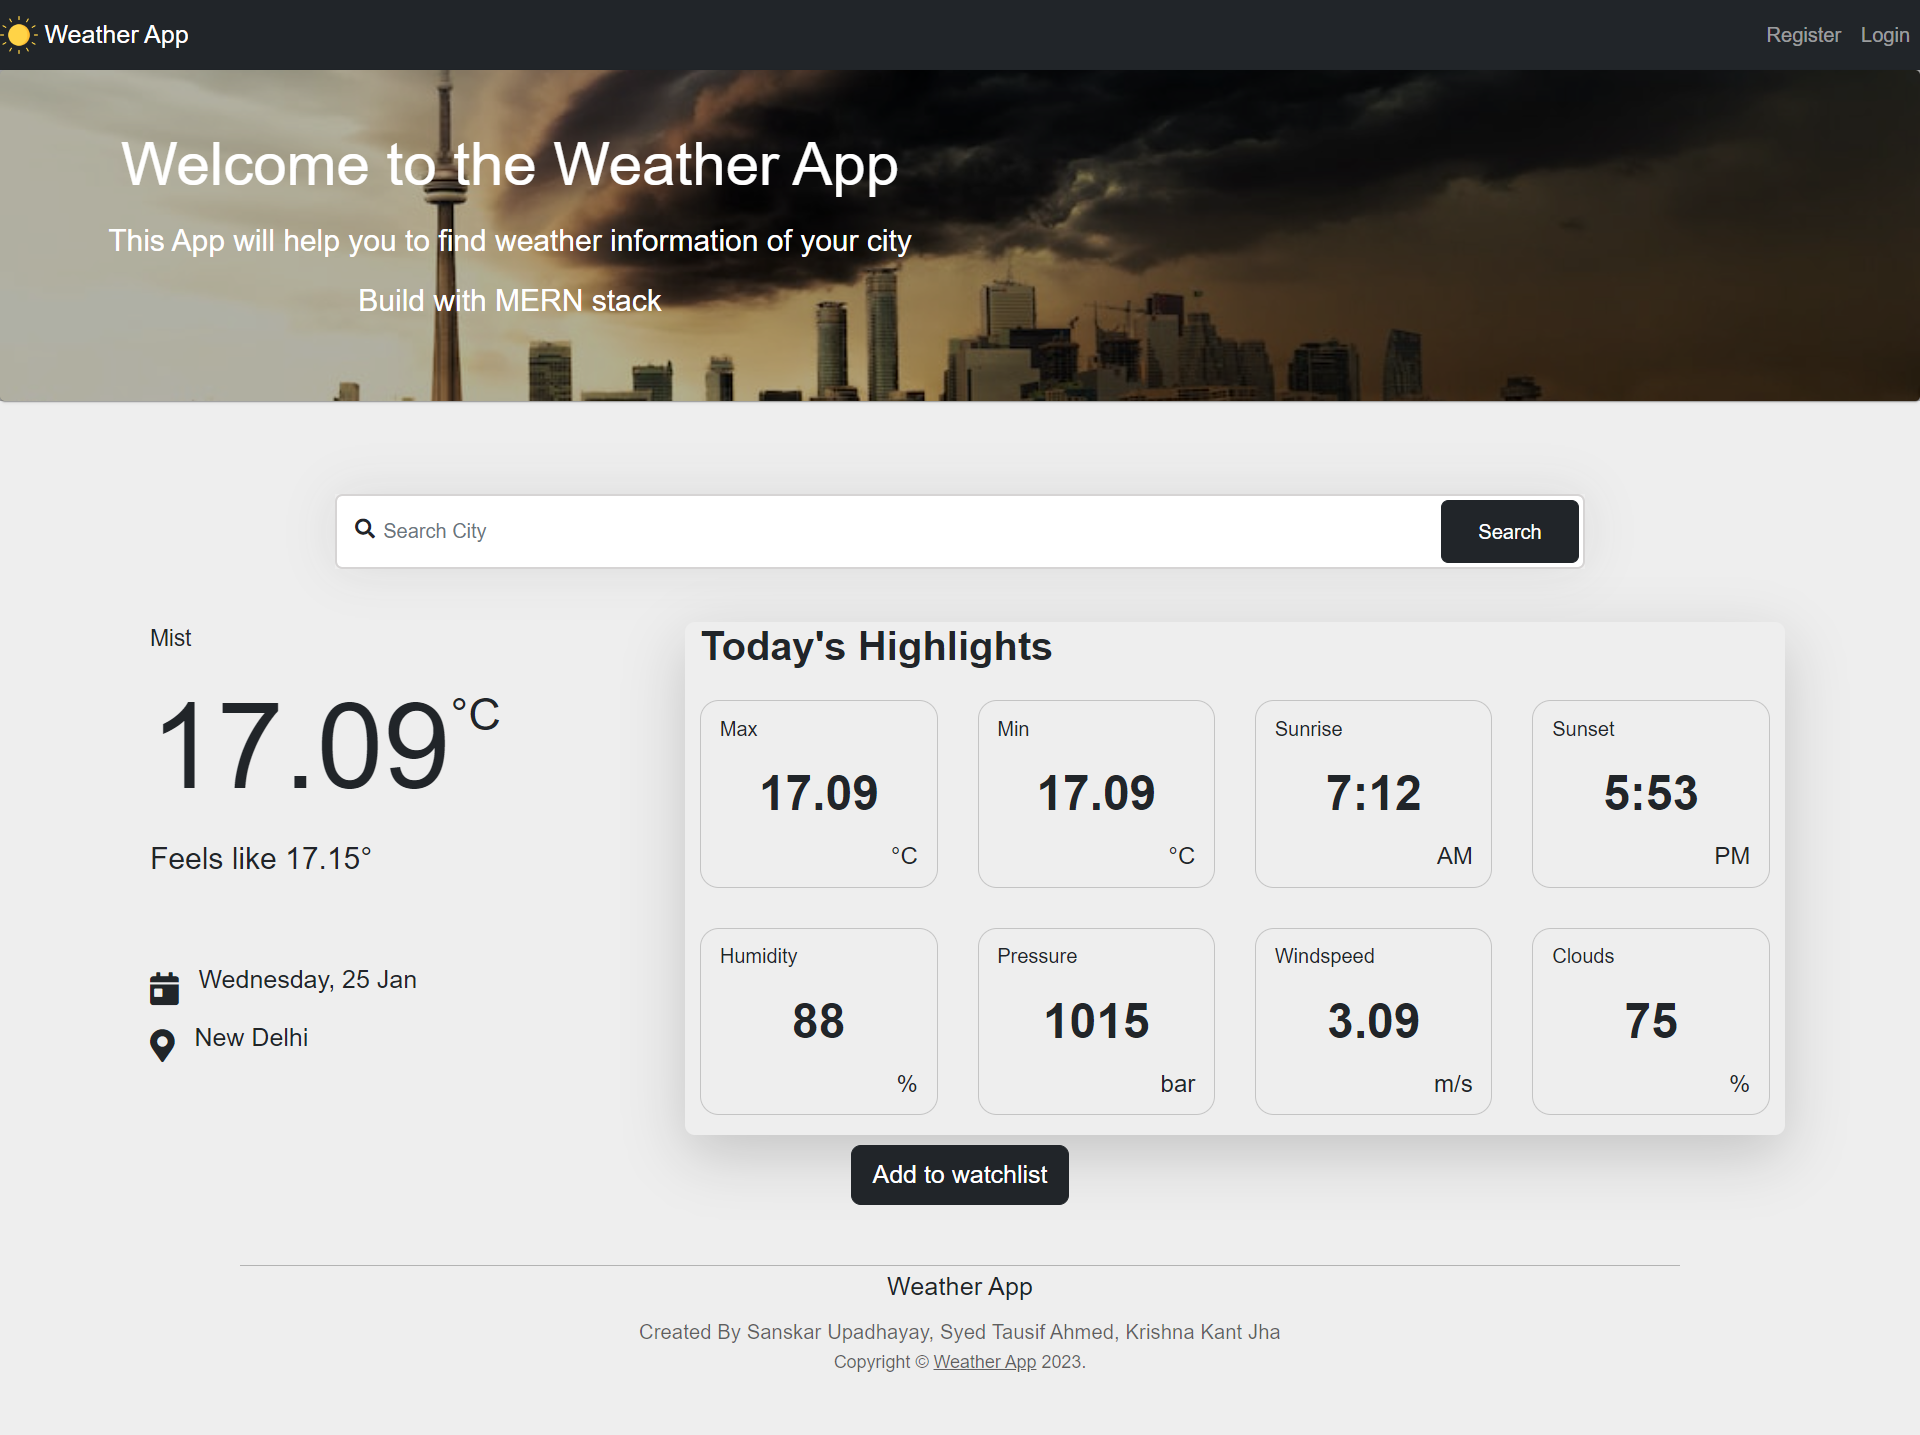 Weather App
Register Login
Welcome to the Weather App
This App will help you to find weather information of your city
Build with MERN stack
Search City
Search
Mist
17.09°C
Feels like 17.15°
Wednesday, 25 Jan
New Delhi
Today's Highlights
Max
17.09
°C
Min
17.09
°C
Sunrise
7:12
AM
Sunset
5:53
PM
Humidity
88
%
Pressure
1015
bar
Windspeed
3.09
m/s
Clouds
75
%
Add to watchlist
Weather App
Created By Sanskar Upadhayay, Syed Tausif Ahmed, Krishna Kant Jha
Copyright © Weather App 2023.